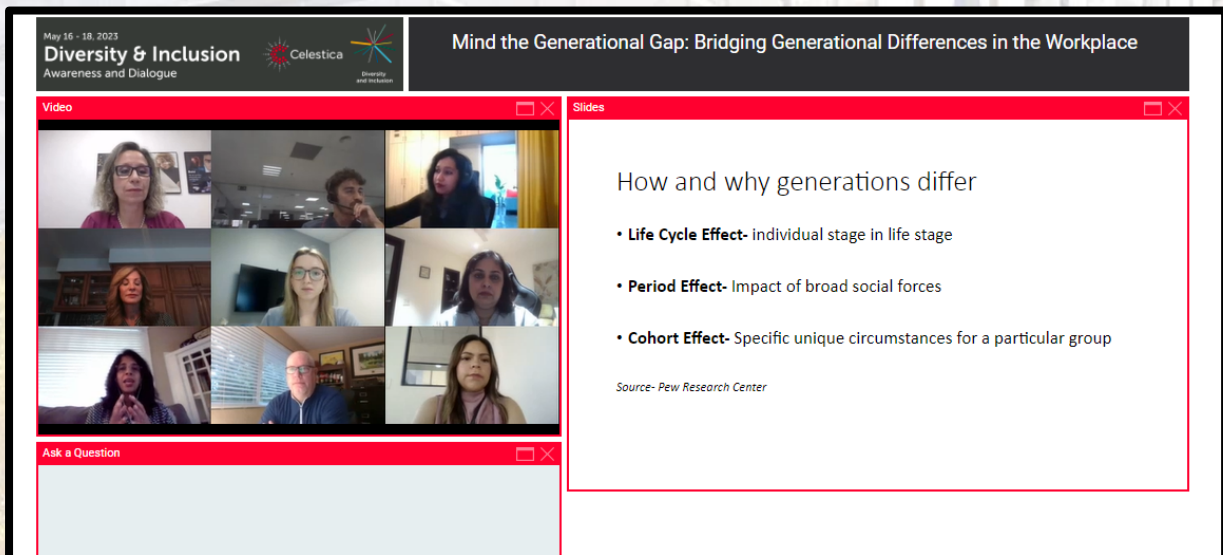 May 16 - 18, 2023
Diversity & Inclusion
Awareness and Dialogue
Celestica
Diversity
and Inclusion
Mind the Generational Gap: Bridging Generational Differences in the Workplace
Video
Slides
How and why generations differ
• Life Cycle Effect- individual stage in life stage
• Period Effect- Impact of broad social forces
• Cohort Effect- Specific unique circumstances for a particular group
Source- Pew Research Center
Ask a Question